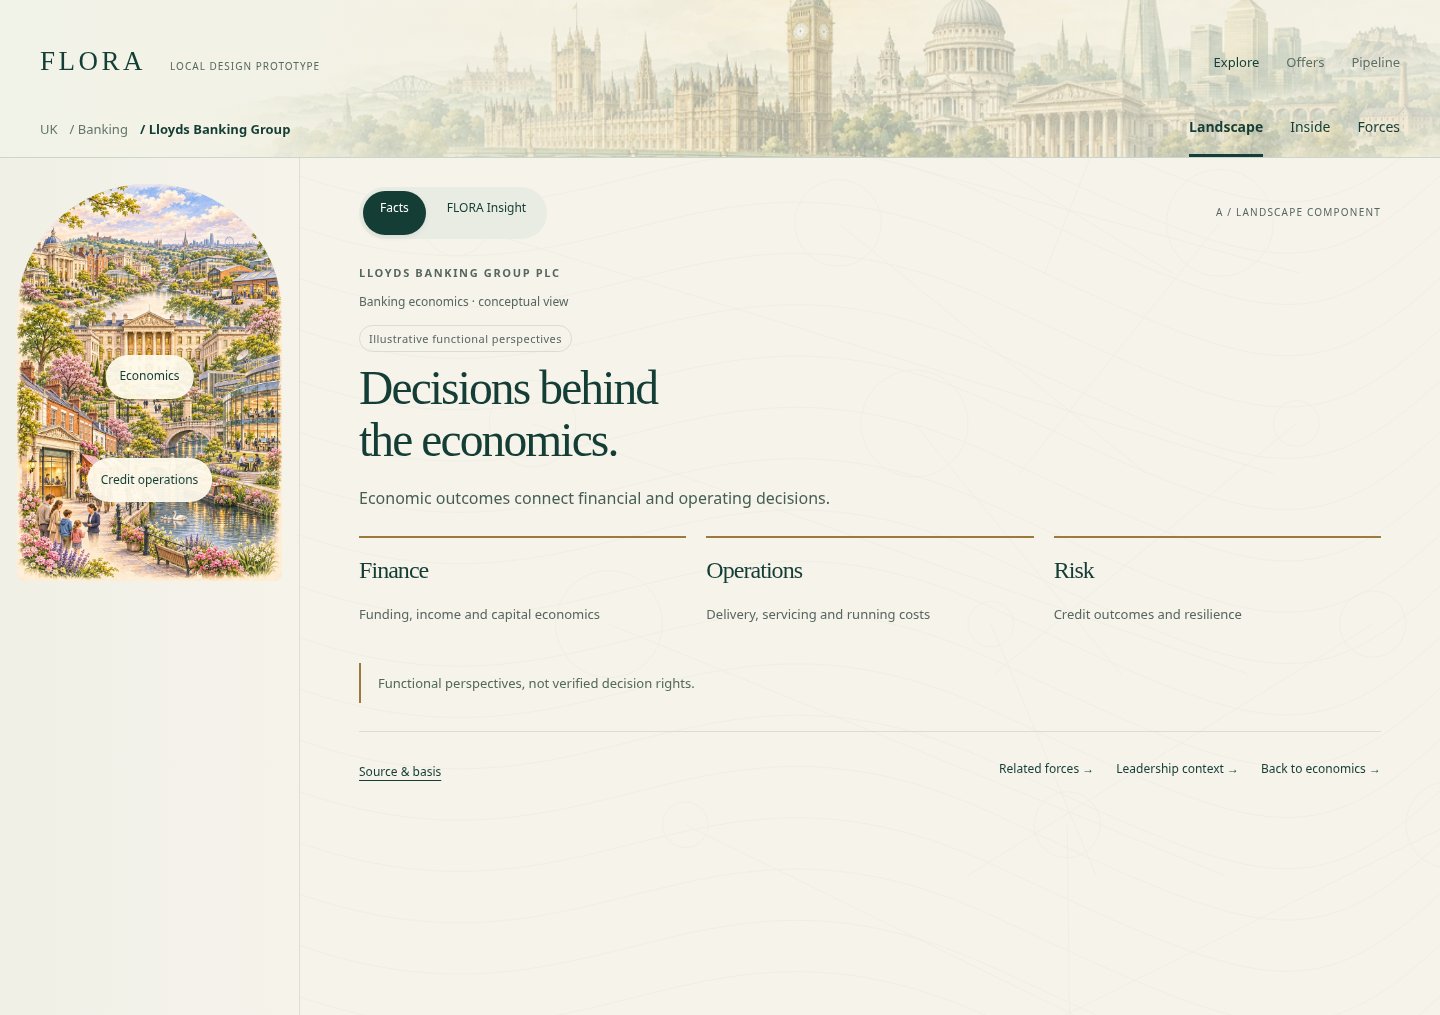 FLORA LOCAL DESIGN PROTOTYPE
Explore Offers Pipeline
UK / Banking / Lloyds Banking Group
Landscape Inside Forces
Economics
Credit operations
Facts FLORA Insight
A / LANDSCAPE COMPONENT
LLOYDS BANKING GROUP PLC
Banking economics · conceptual view
Illustrative functional perspectives
Decisions behind
the economics.
Economic outcomes connect financial and operating decisions.
Finance
Funding, income and capital economics
Operations
Delivery, servicing and running costs
Risk
Credit outcomes and resilience
Functional perspectives, not verified decision rights.
Source & basis
Related forces → Leadership context → Back to economics →